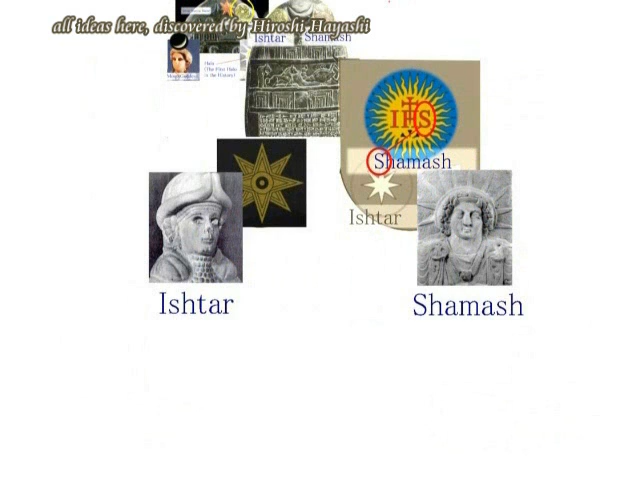 all ideas here, discovered by Hiroshi Hayashi
Ishtar
Shamash
IHS
Shamash
Ishtar
Ishtar
Shamash